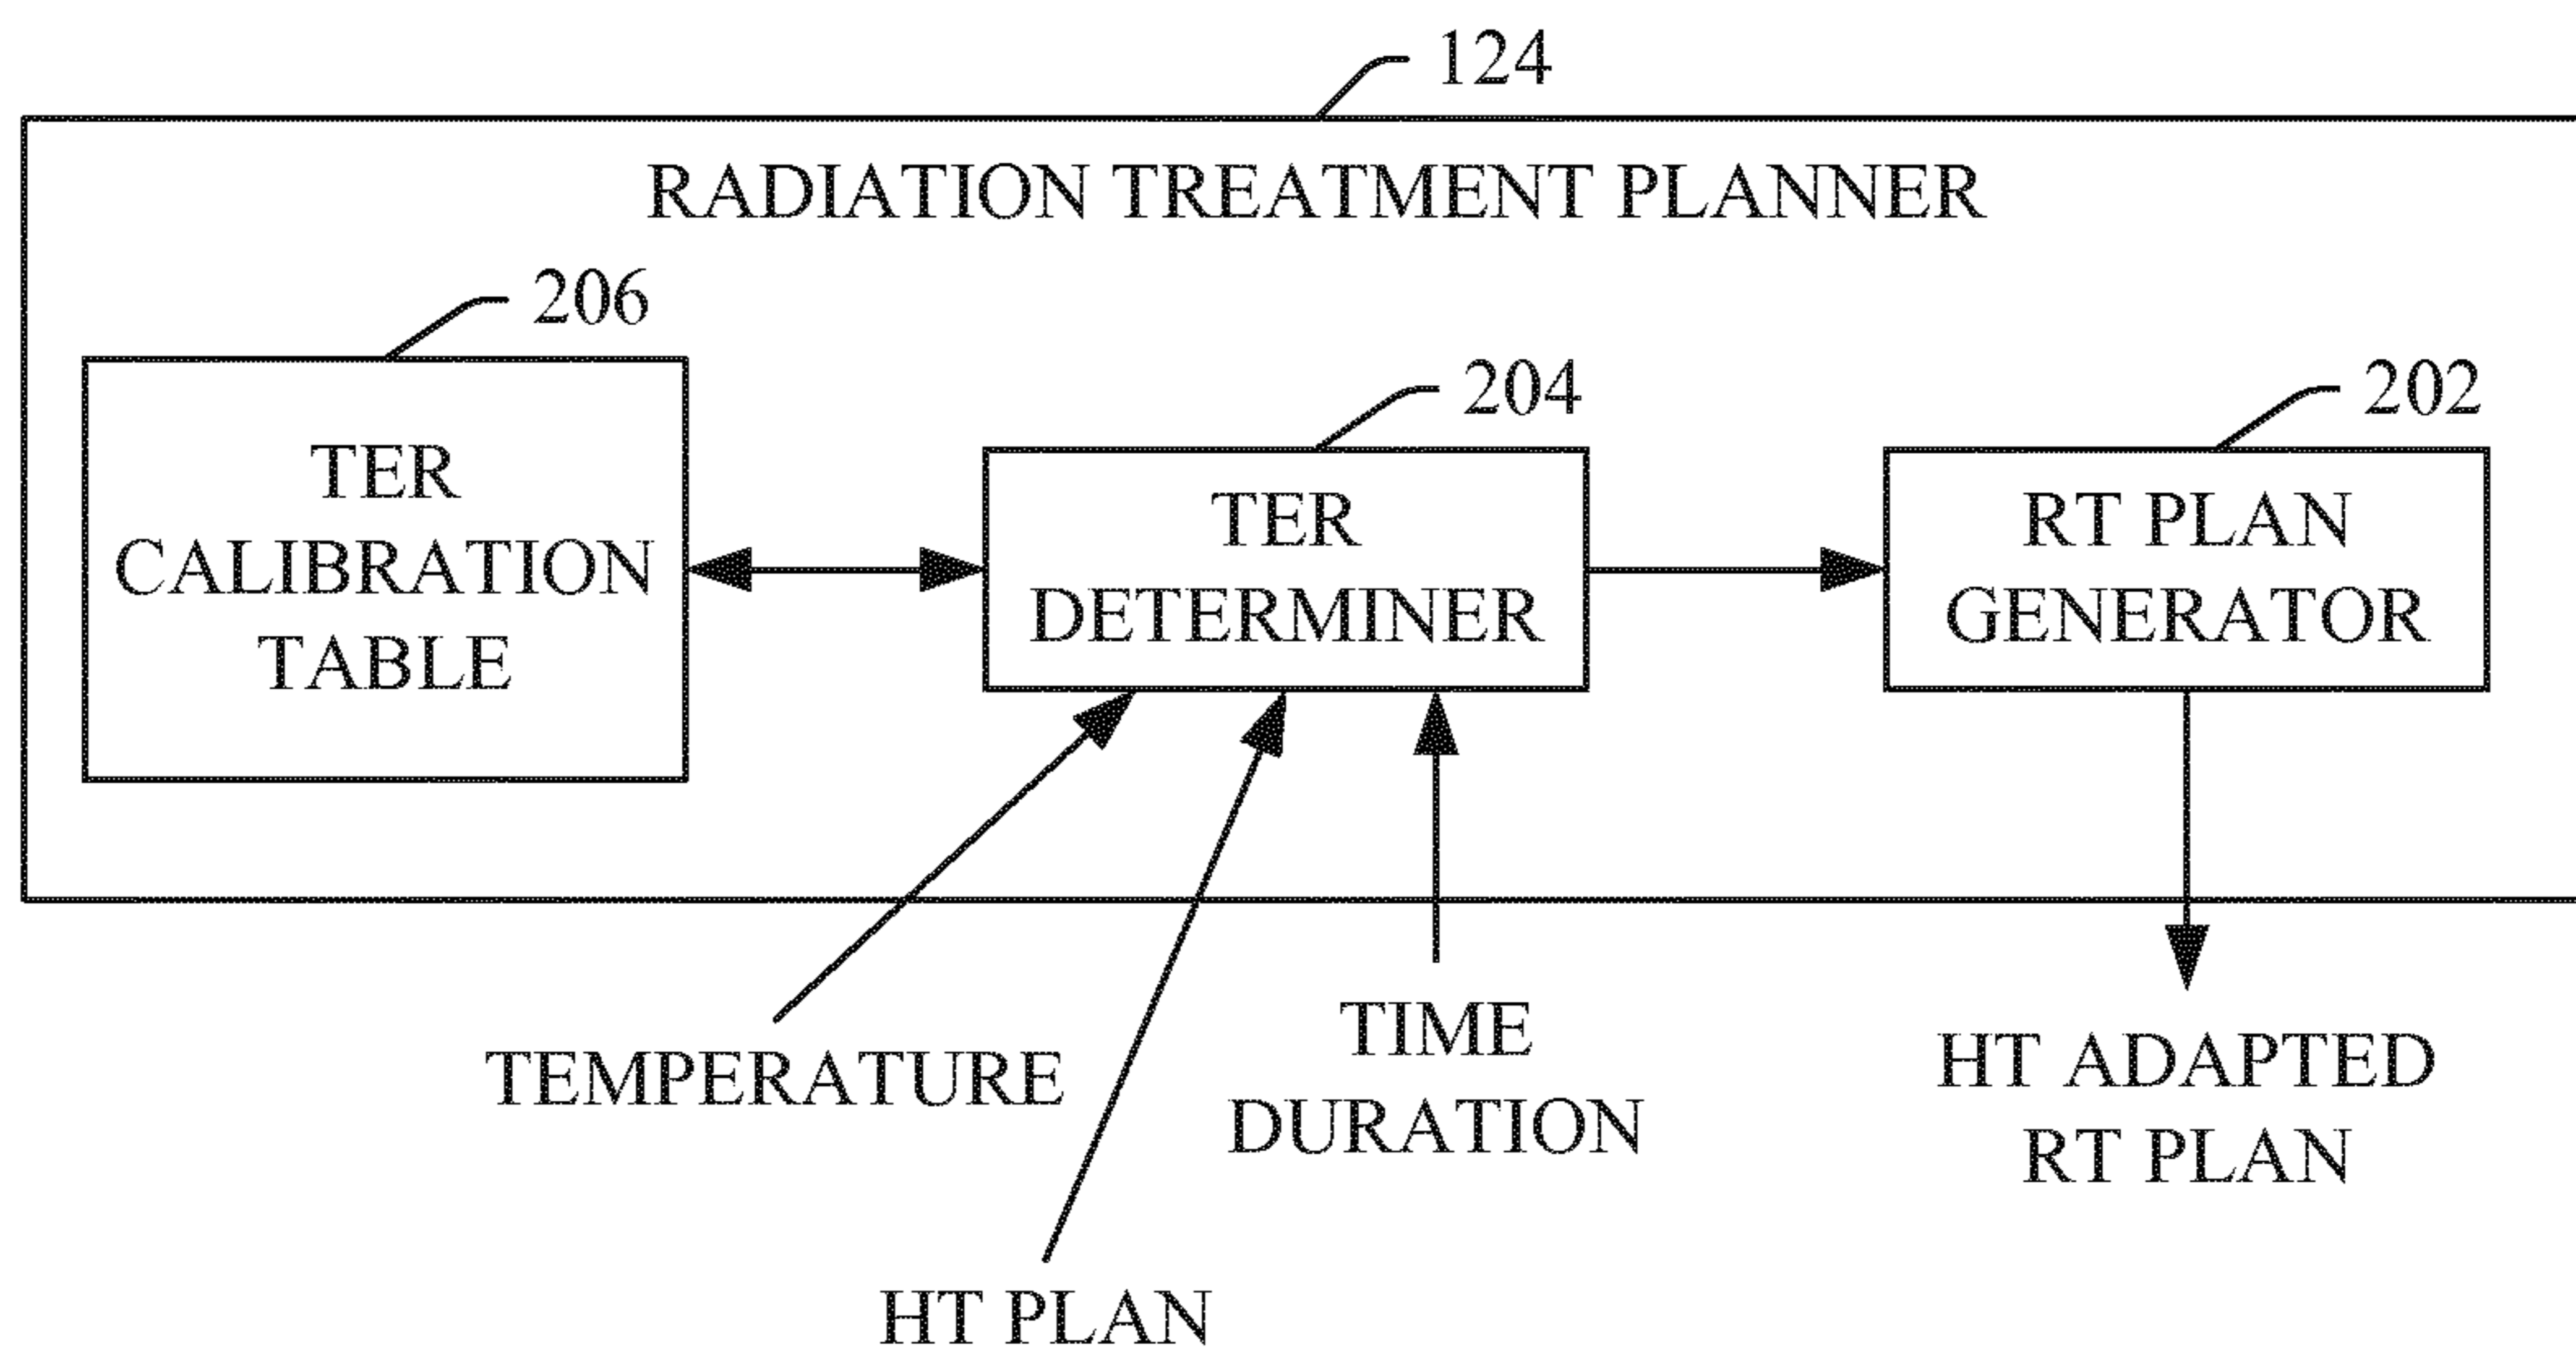 124
RADIATION TREATMENT PLANNER
206
TER
CALIBRATION
TABLE
204
TER
DETERMINER
202
RT PLAN
GENERATOR
TEMPERATURE
HT PLAN
TIME
DURATION
HT ADAPTED
RT PLAN